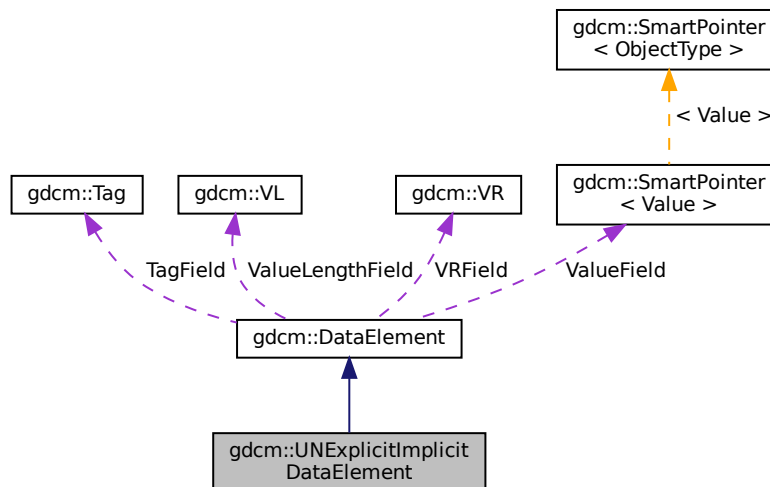 gdcm::SmartPointer
< ObjectType >
< Value >
gdcm::Tag
gdcm::VL
gdcm::VR
gdcm::SmartPointer
< Value >
TagField
ValueLengthField
VRField
ValueField
gdcm::DataElement
gdcm::UNExplicitImplicit
DataElement